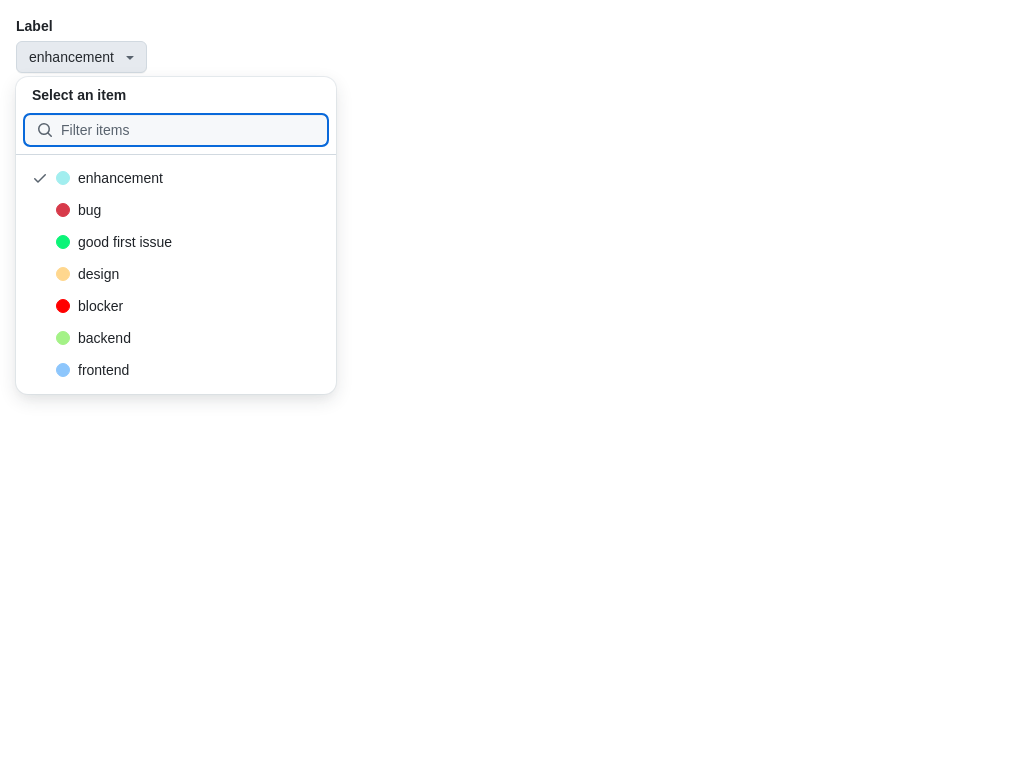 Label
enhancement
Select an item
Filter items
enhancement
bug
good first issue
design
blocker
backend
frontend